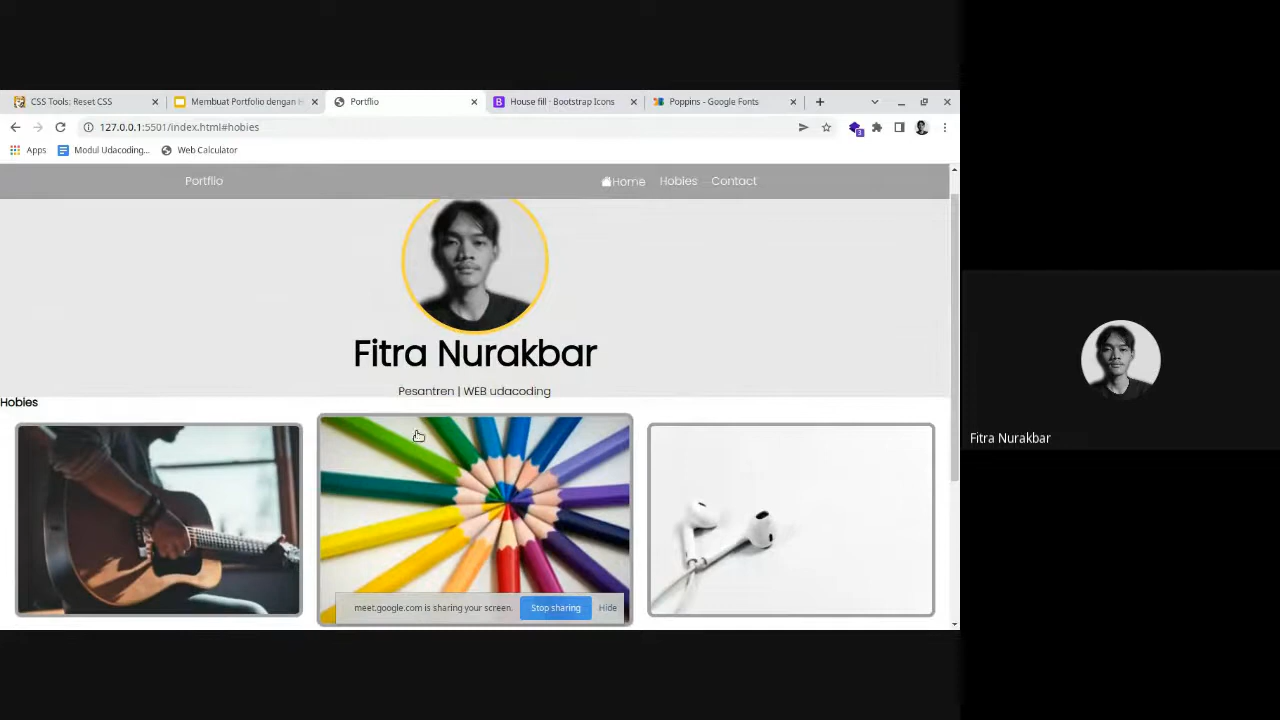 CSS Tools: Reset CSS
Membuat Portfolio dengan H
Portflio
House fill · Bootstrap Icons
Poppins - Google Fonts
127.0.0.1:5501/index.html#hobies
3
Apps
Modul Udacoding...
Web Calculator
Portflio
Home
Hobies
Contact
Fitra Nurakbar
Pesantren | WEB udacoding
Hobies
meet.google.com is sharing your screen.
Stop sharing
Hide
Fitra Nurakbar